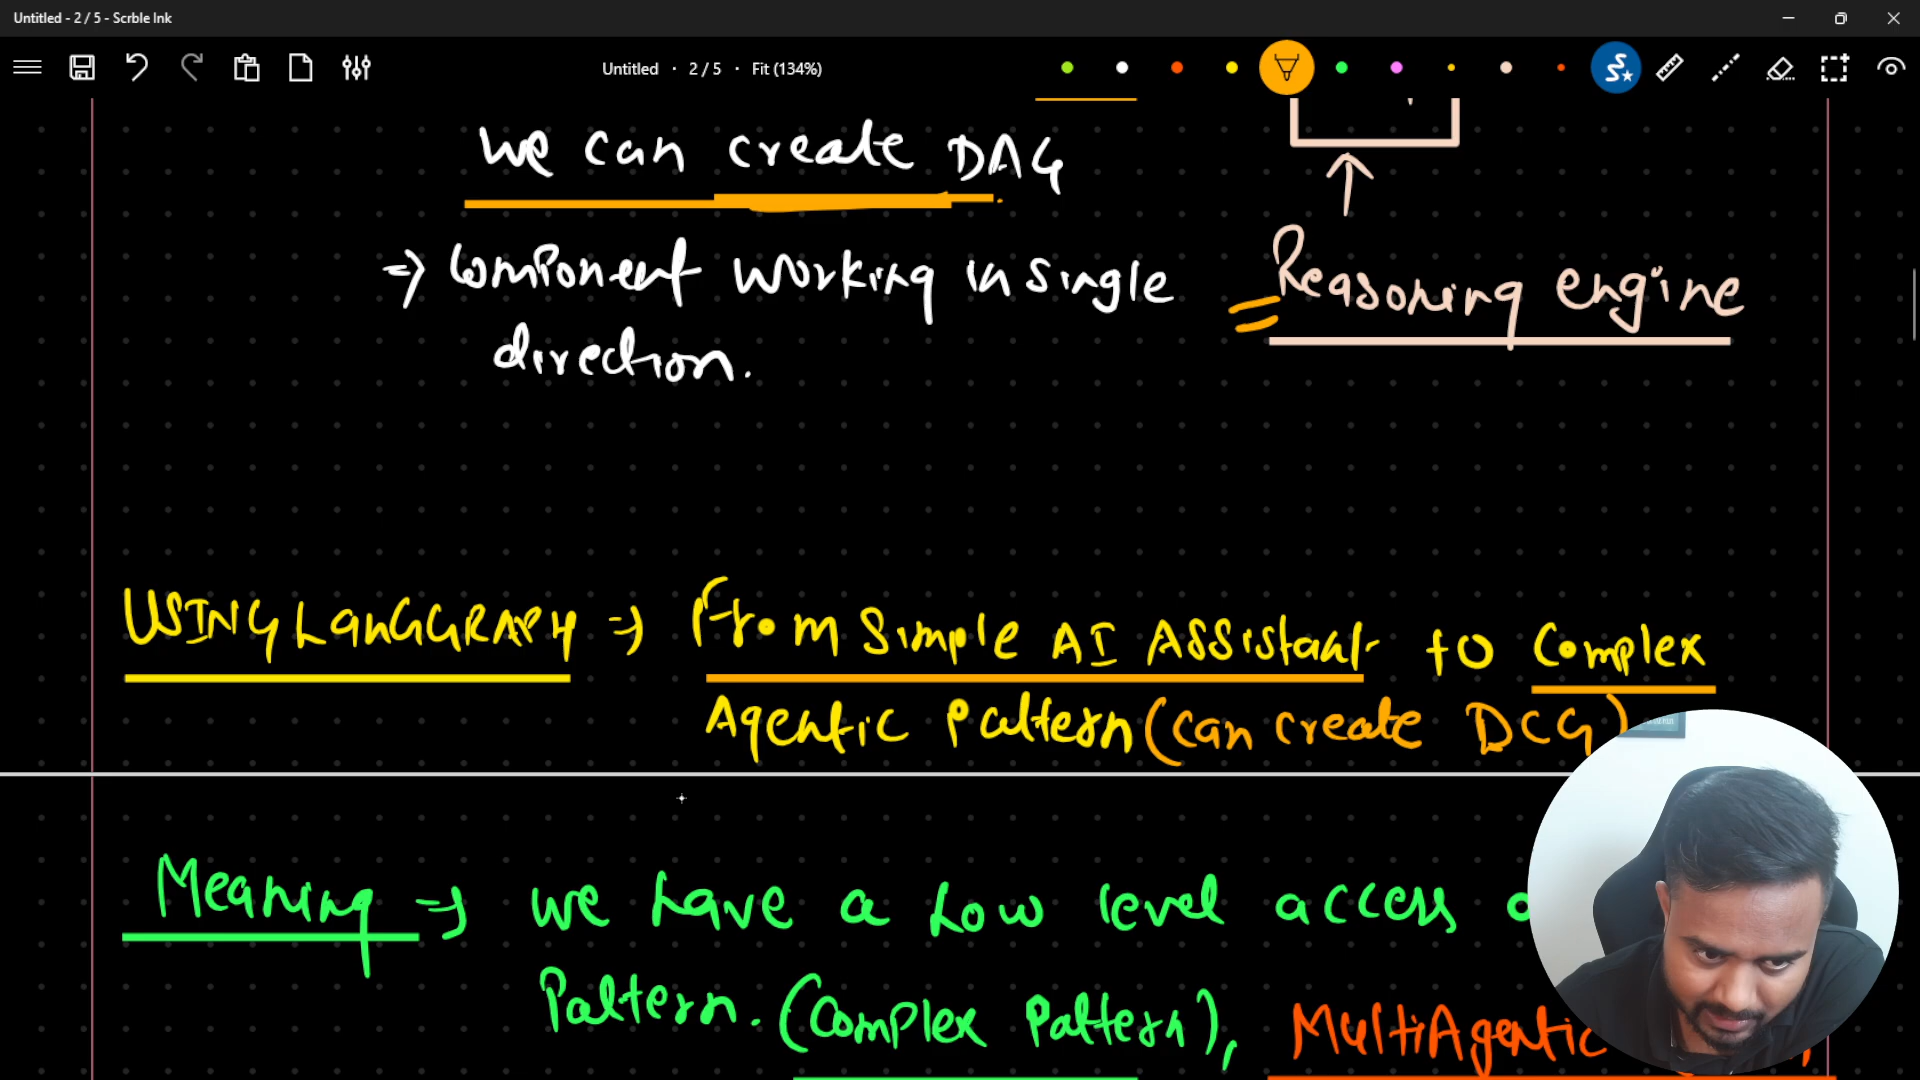 Untitled - 2 / 5 - Scrble Ink
Untitled · 2 / 5 · Fit (134%)
We can create DAG
=> Component working in single
direction.
= Reasoning engine
USING LanGGRAPH => From Simple AI ASSistant to Complex
Agentic Pattern (can create DCG)
Meaning → we have a Low level access
Pattern. (Complex Pattern), MultiAgentic